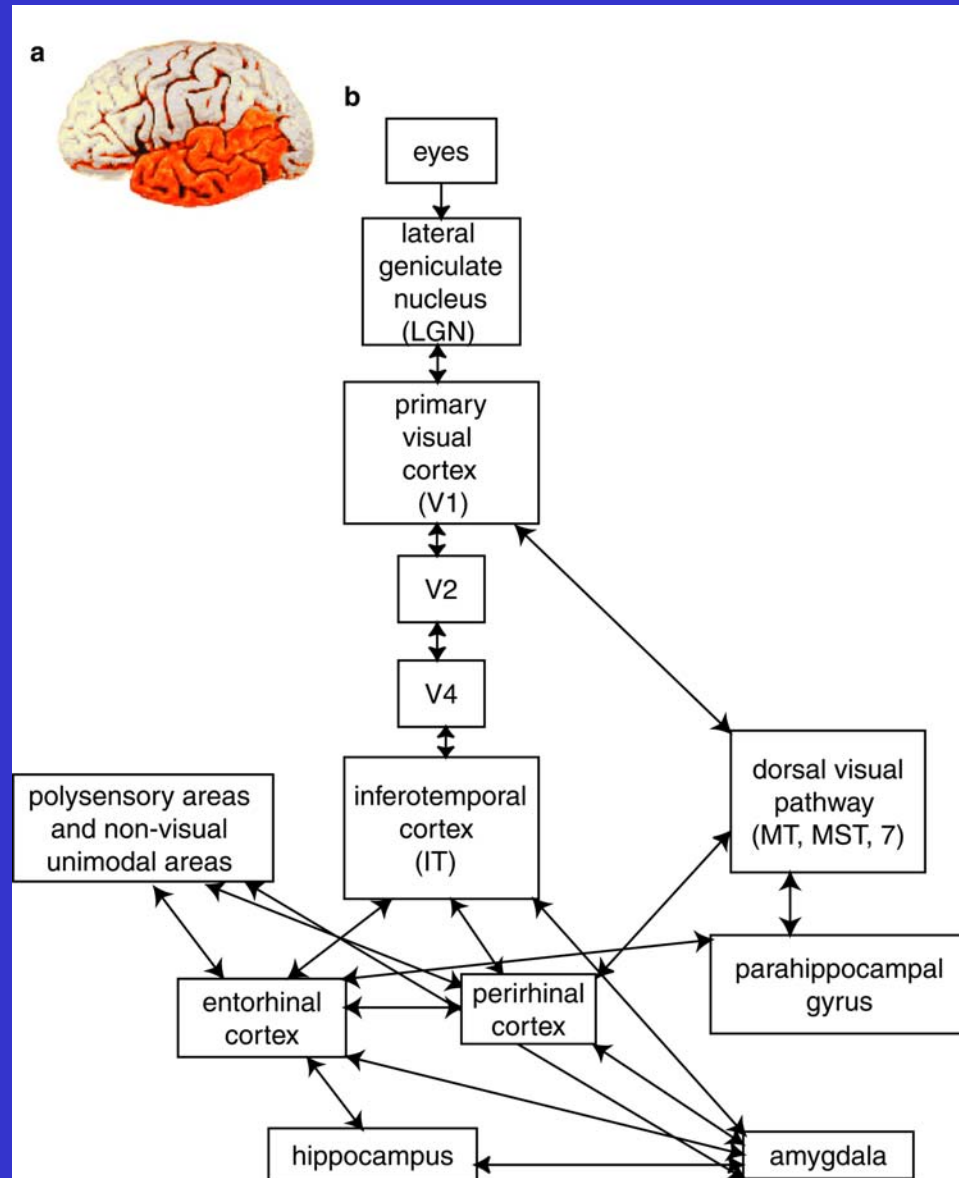 a
b
eyes
lateral
geniculate
nucleus
(LGN)
primary
visual
cortex
(V1)
V2
V4
inferotemporal
cortex
(IT)
dorsal visual
pathway
(MT, MST, 7)
polysensory areas
and non-visual
unimodal areas
parahippocampal
gyrus
entorhinal
cortex
perirhinal
cortex
hippocampus
amygdala